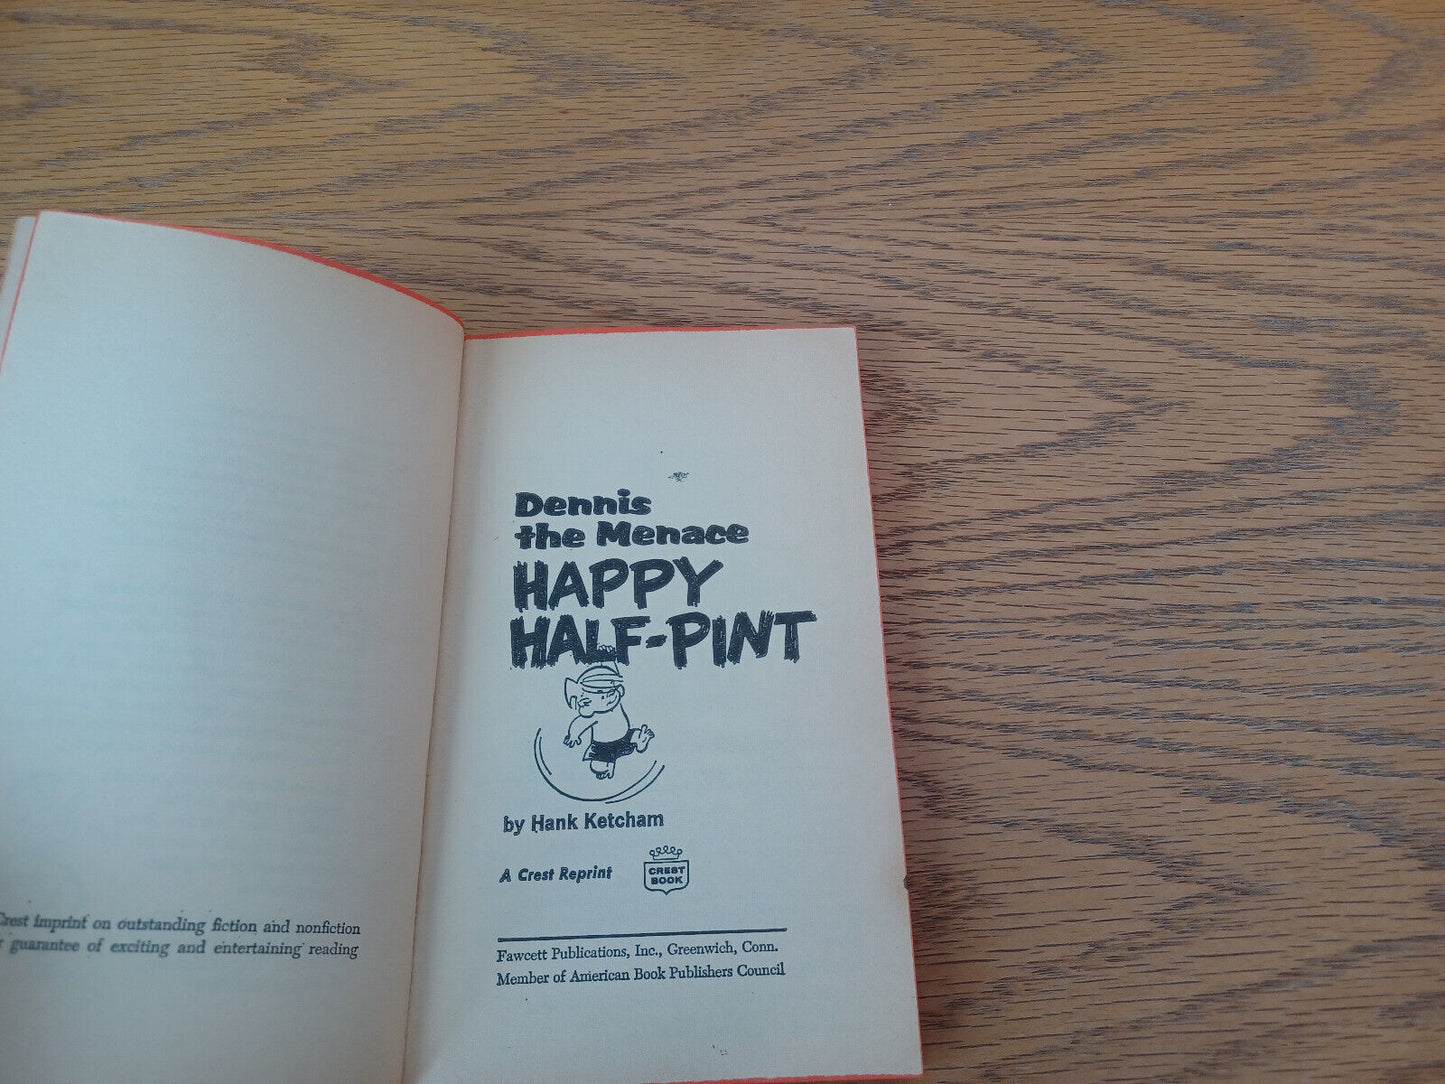 Crest imprint on outstanding fiction and nonfiction
guarantee of exciting and entertaining reading
Dennis
the Menace
HAPPY
HALF-PINT
by Hank Ketcham
A Crest Reprint
CREST
BOOK
Fawcett Publications, Inc., Greenwich, Conn.
Member of American Book Publishers Council